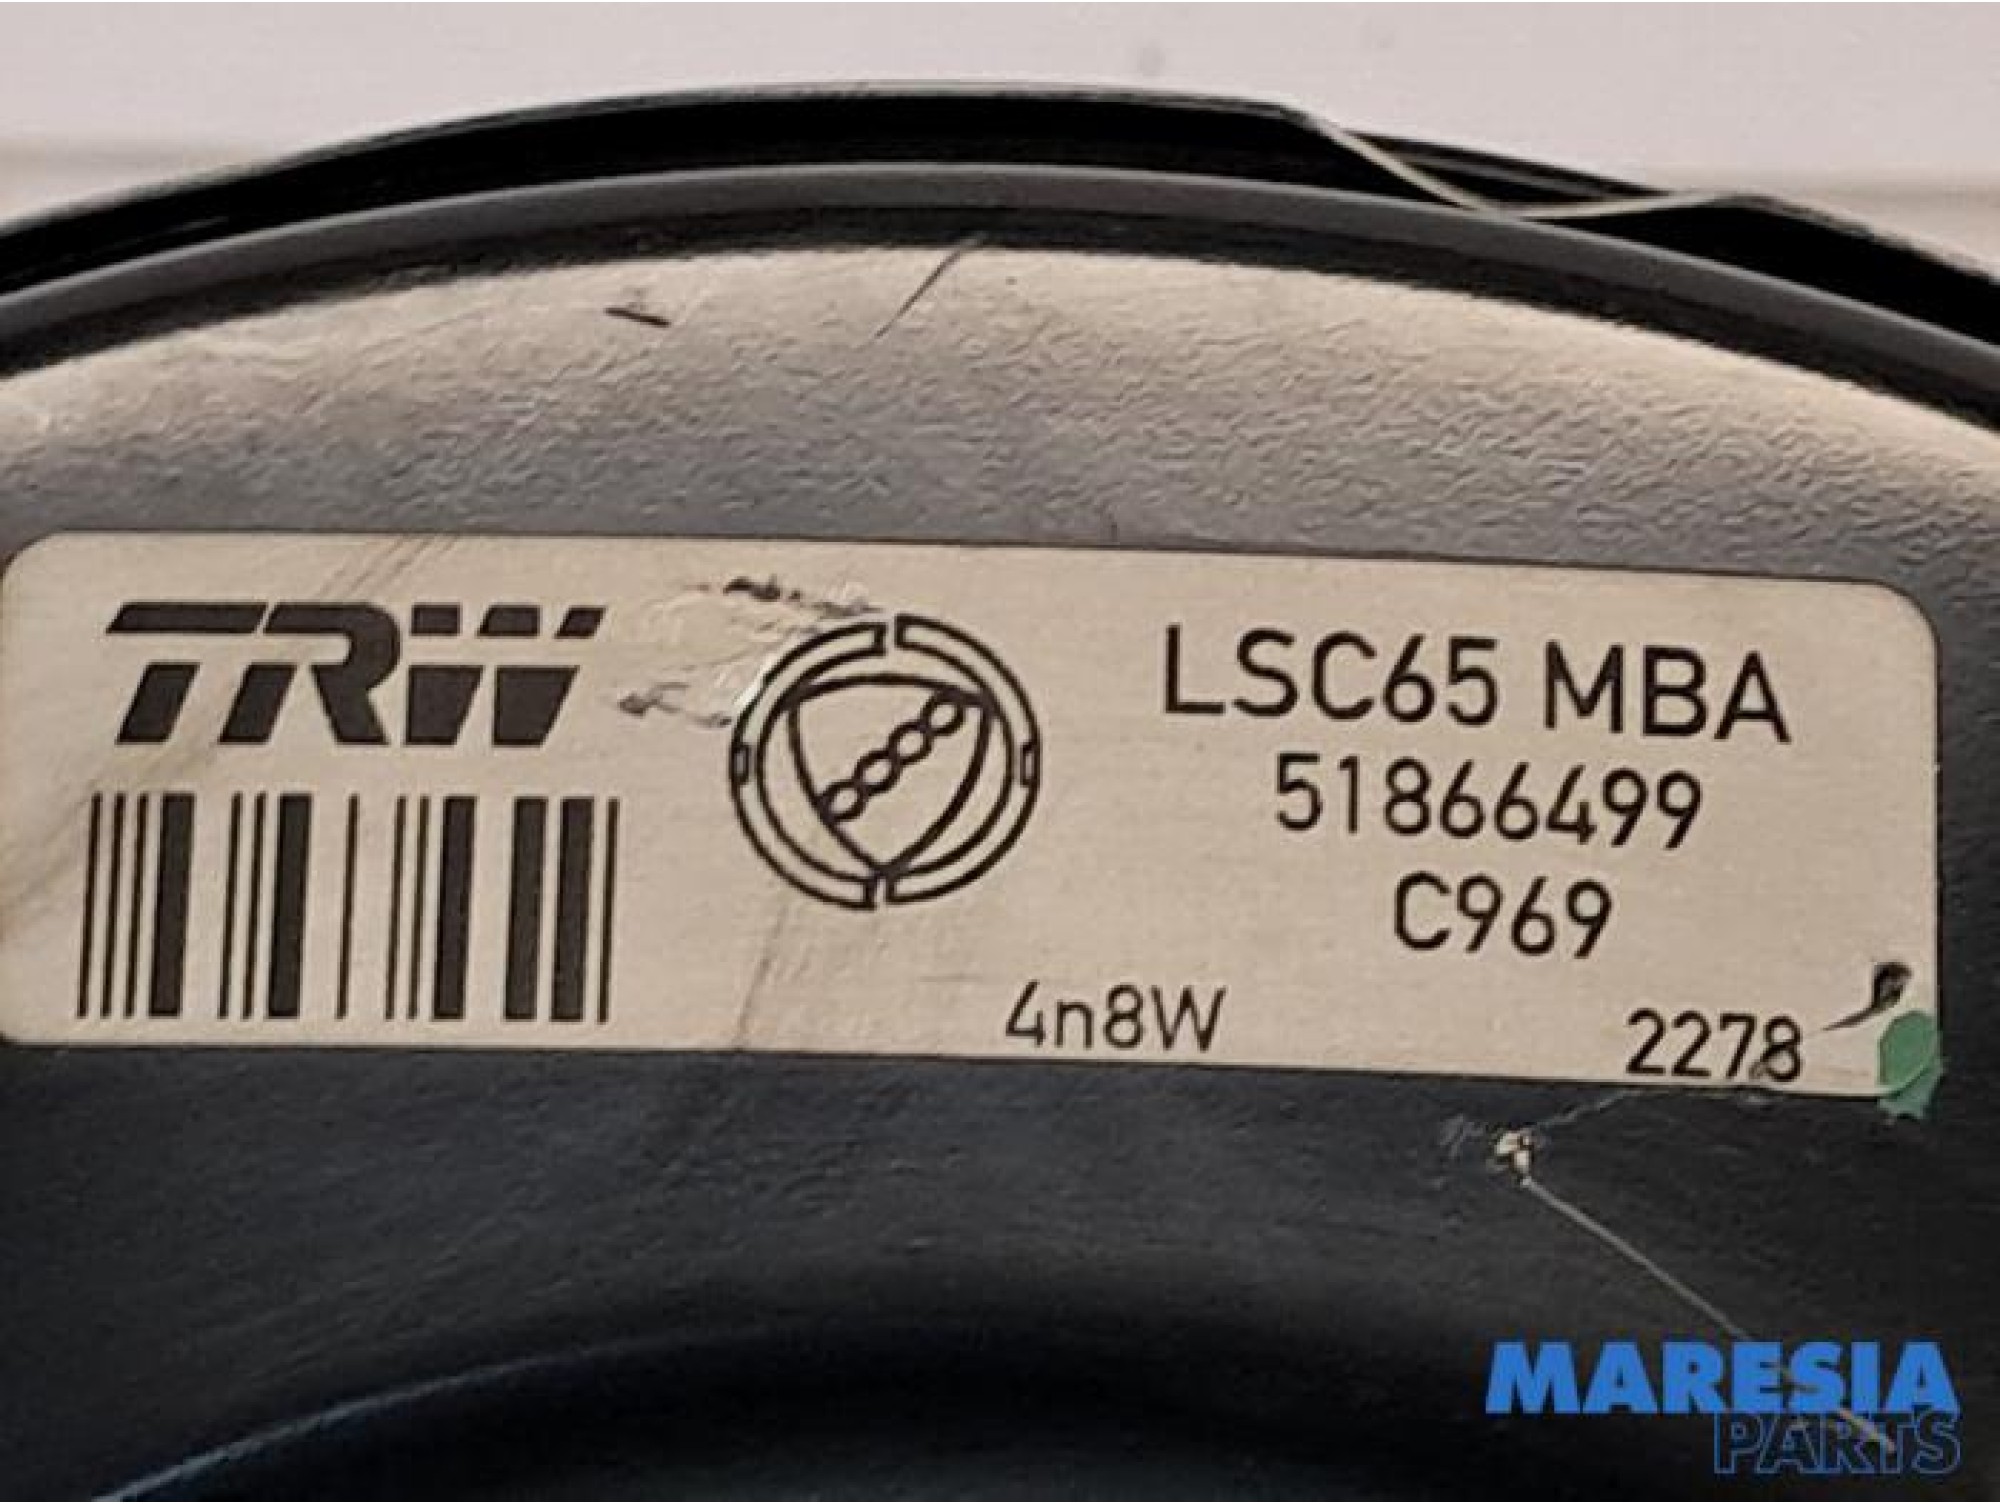 TRW
LSC65 MBA
51866499
C969
4n8W
2278
MARESIA
PARTS